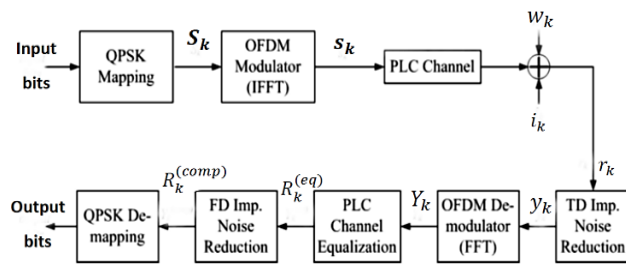 Input
bits
QPSK
Mapping
S_k
OFDM
Modulator
(IFFT)
s_k
PLC Channel
w_k
i_k
r_k
TD Imp.
Noise
Reduction
y_k
OFDM De-
modulator
(FFT)
Y_k
PLC
Channel
Equalization
R_k^(eq)
FD Imp.
Noise
Reduction
R_k^(comp)
QPSK De-
mapping
Output
bits